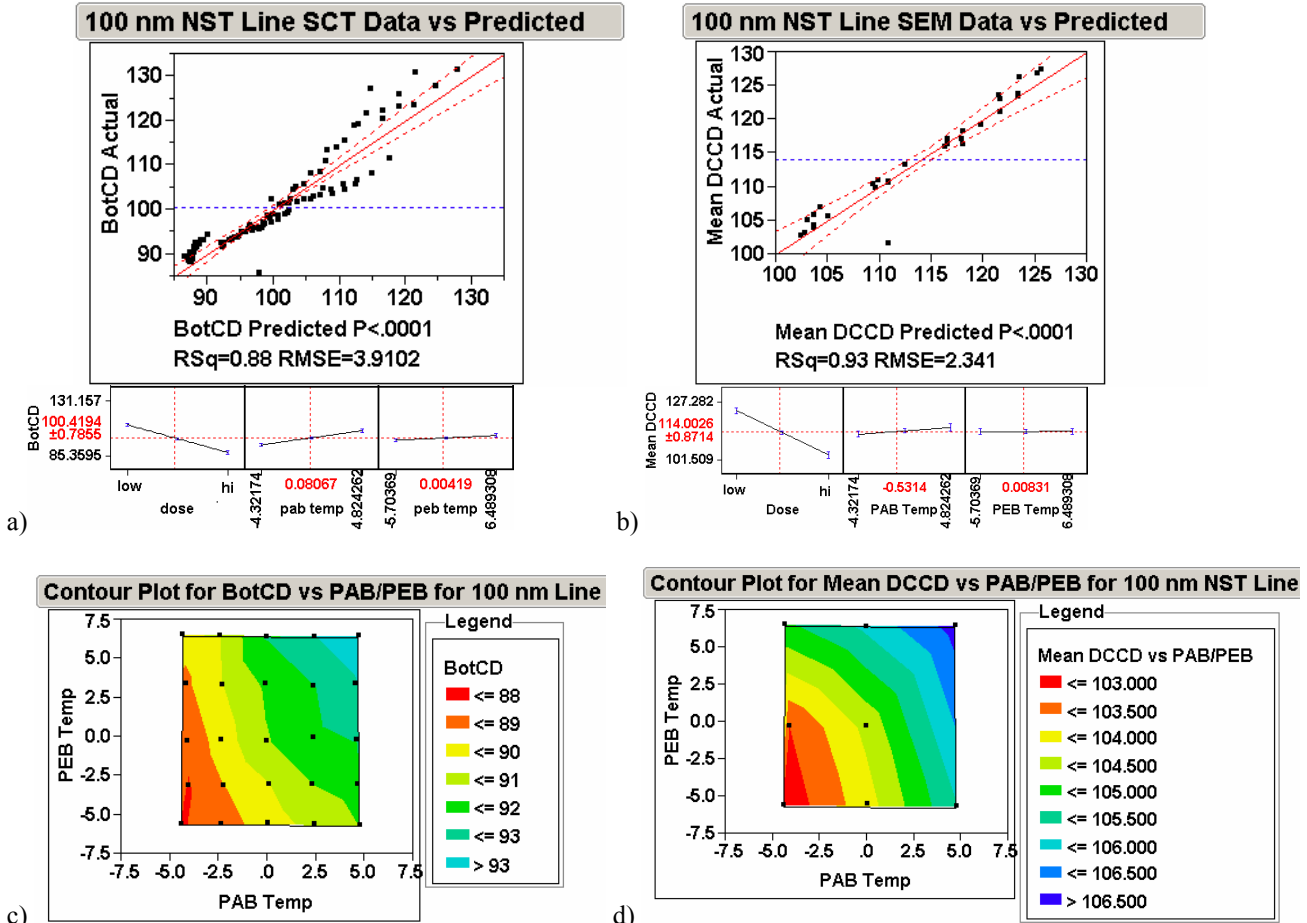 100 nm NST Line SCT Data vs Predicted
BotCD Actual
130
120
110
100
90
90 100 110 120 130
BotCD Predicted P<.0001
RSq=0.88 RMSE=3.9102
BotCD
131.157
100.4194
±0.7855
85.3595
low hi
dose
-4.32174 0.08067 4.824262
pab temp
-5.70369 0.00419 6.489308
peb temp
a)
100 nm NST Line SEM Data vs Predicted
Mean DCCD Actual
130
125
120
115
110
105
100
100 105 110 115 120 125 130
Mean DCCD Predicted P<.0001
RSq=0.93 RMSE=2.341
Mean DCCD
127.282
114.0026
±0.8714
101.509
low hi
Dose
-4.32174 -0.5314 4.824262
PAB Temp
-5.70369 0.00831 6.489308
PEB Temp
b)
Contour Plot for BotCD vs PAB/PEB for 100 nm Line
PEB Temp
7.5
5.0
2.5
0.0
-2.5
-5.0
-7.5
-7.5 -5.0 -2.5 .0 2.5 5.0 7.5
PAB Temp
Legend
BotCD
<= 88
<= 89
<= 90
<= 91
<= 92
<= 93
> 93
c)
Contour Plot for Mean DCCD vs PAB/PEB for 100 nm NST Line
PEB Temp
7.5
5.0
2.5
0.0
-2.5
-5.0
-7.5
-7.5 -5.0 -2.5 .0 2.5 5.0 7.5
PAB Temp
Legend
Mean DCCD vs PAB/PEB
<= 103.000
<= 103.500
<= 104.000
<= 104.500
<= 105.000
<= 105.500
<= 106.000
<= 106.500
> 106.500
d)